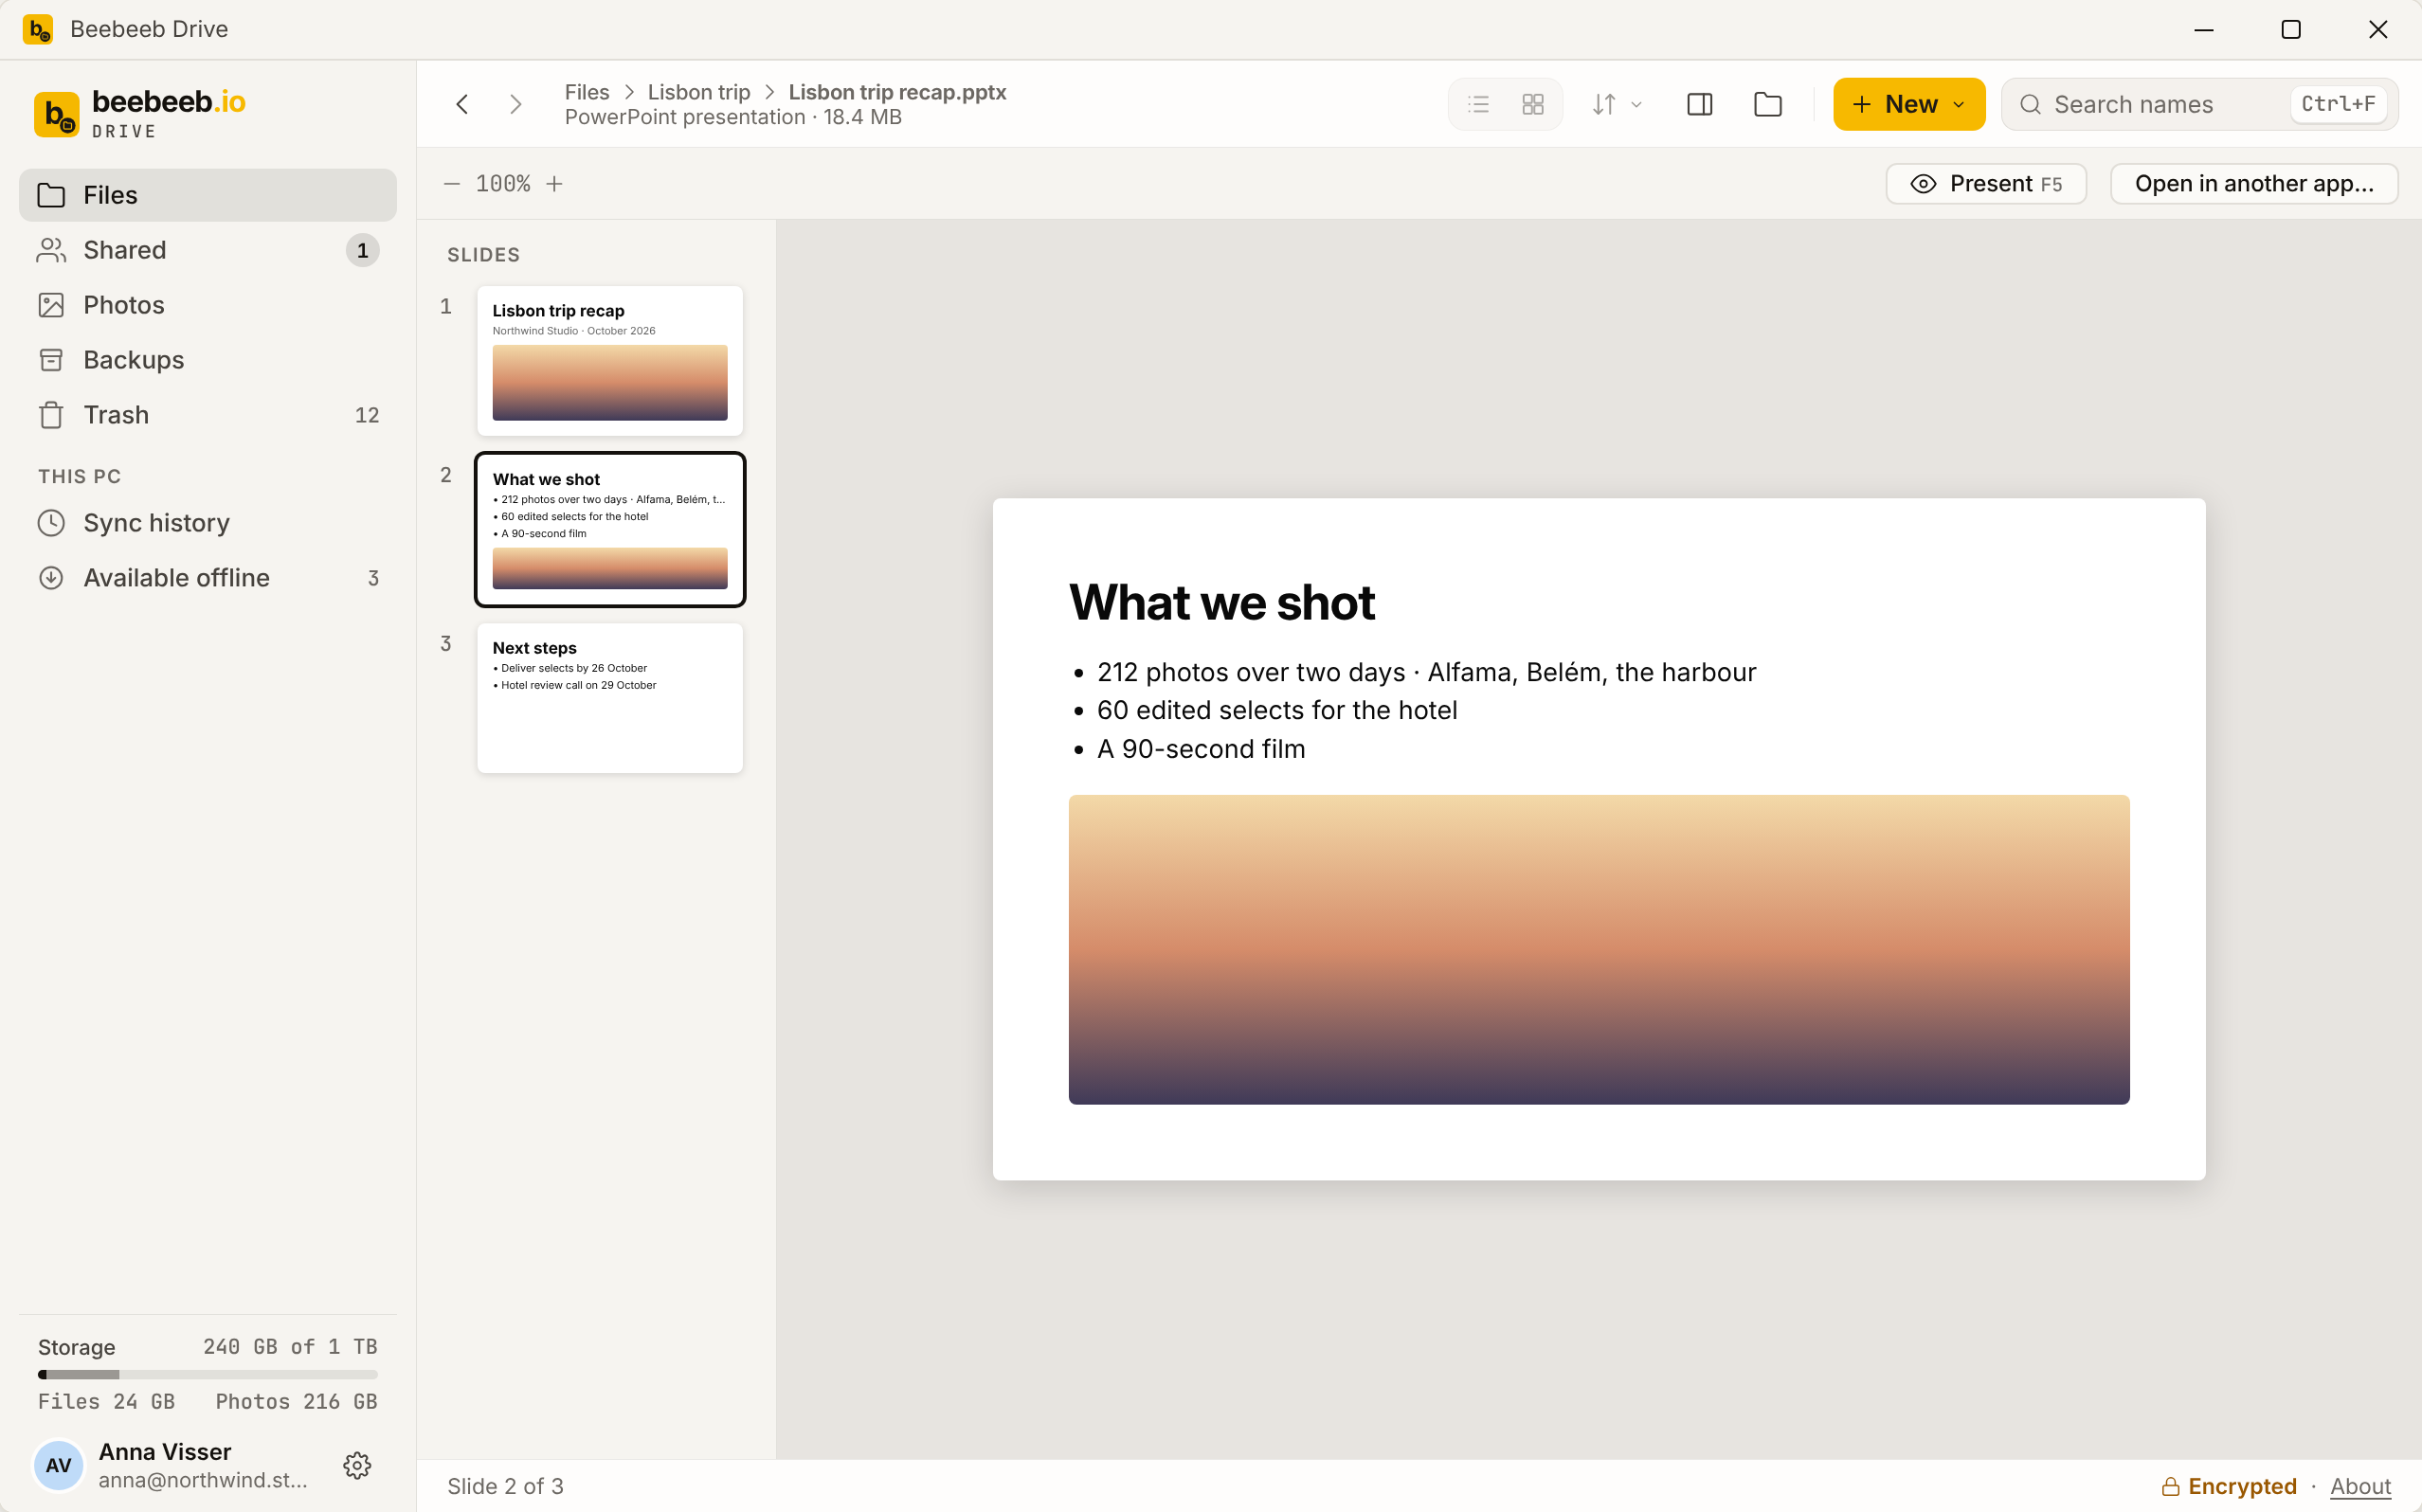 Beebeeb Drive
beebeeb.io
DRIVE
Files
Shared 1
Photos
Backups
Trash 12
THIS PC
Sync history
Available offline 3
Storage 240 GB of 1 TB
Files 24 GB Photos 216 GB
AV
Anna Visser
anna@northwind.st...
Files > Lisbon trip > Lisbon trip recap.pptx
PowerPoint presentation · 18.4 MB
New
Search names Ctrl+F
100%
Present F5
Open in another app...
SLIDES
1
Lisbon trip recap
Northwind Studio · October 2026
2
What we shot
• 212 photos over two days · Alfama, Belém, t...
• 60 edited selects for the hotel
• A 90-second film
3
Next steps
• Deliver selects by 26 October
• Hotel review call on 29 October
What we shot
• 212 photos over two days · Alfama, Belém, the harbour
• 60 edited selects for the hotel
• A 90-second film
Slide 2 of 3
Encrypted · About